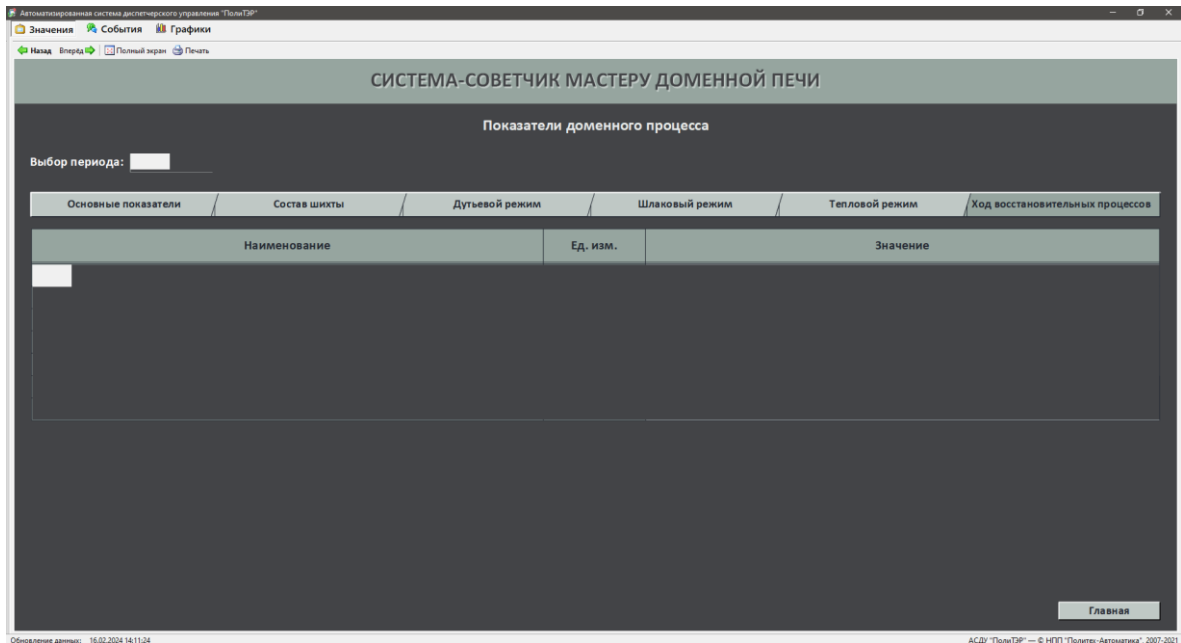 Автоматизированная система диспетчерского управления "ПолиТЭР"
Значения События Графики
Назад Вперёд Полный экран Печать
СИСТЕМА-СОВЕТЧИК МАСТЕРУ ДОМЕННОЙ ПЕЧИ
Показатели доменного процесса
Выбор периода:
Основные показатели Состав шихты Дутьевой режим Шлаковый режим Тепловой режим Ход восстановительных процессов
Наименование Ед. изм. Значение
Главная
Обновление данных: 16.02.2024 14:11:24 АСДУ "ПолиТЭР" — © НПП "Политех-Автоматика", 2007-2021